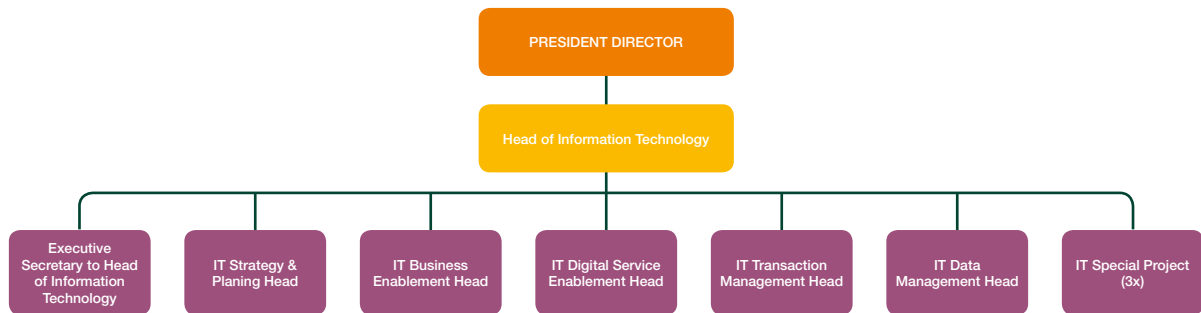 PRESIDENT DIRECTOR
Head of Information Technology
Executive
Secretary to Head
of Information
Technology
IT Strategy &
Planing Head
IT Business
Enablement Head
IT Digital Service
Enablement Head
IT Transaction
Management Head
IT Data
Management Head
IT Special Project
(3x)